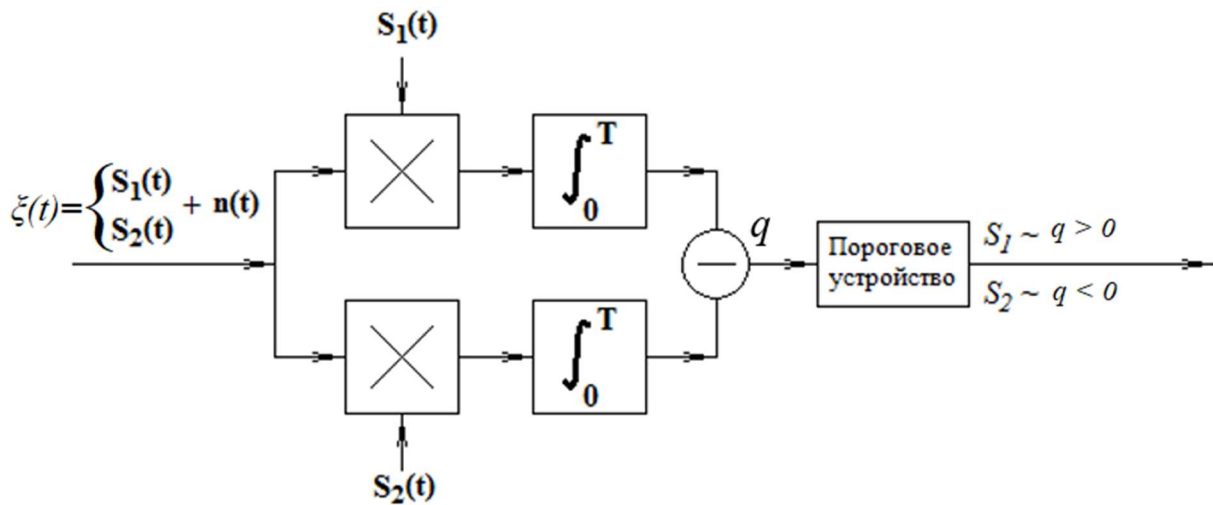 S₁(t)
ξ(t)={S₁(t) S₂(t) + n(t)
∫₀ᵀ
q
Пороговое
устройство
S₁ ~ q > 0
S₂ ~ q < 0
∫₀ᵀ
S₂(t)